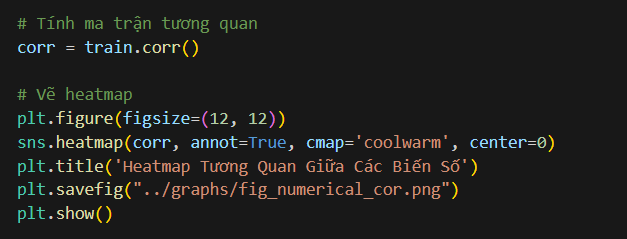 # Tính ma trận tương quan
corr = train.corr()
# Vẽ heatmap
plt.figure(figsize=(12, 12))
sns.heatmap(corr, annot=True, cmap='coolwarm', center=0)
plt.title('Heatmap Tương Quan Giữa Các Biến Số')
plt.savefig("../graphs/fig_numerical_cor.png")
plt.show()